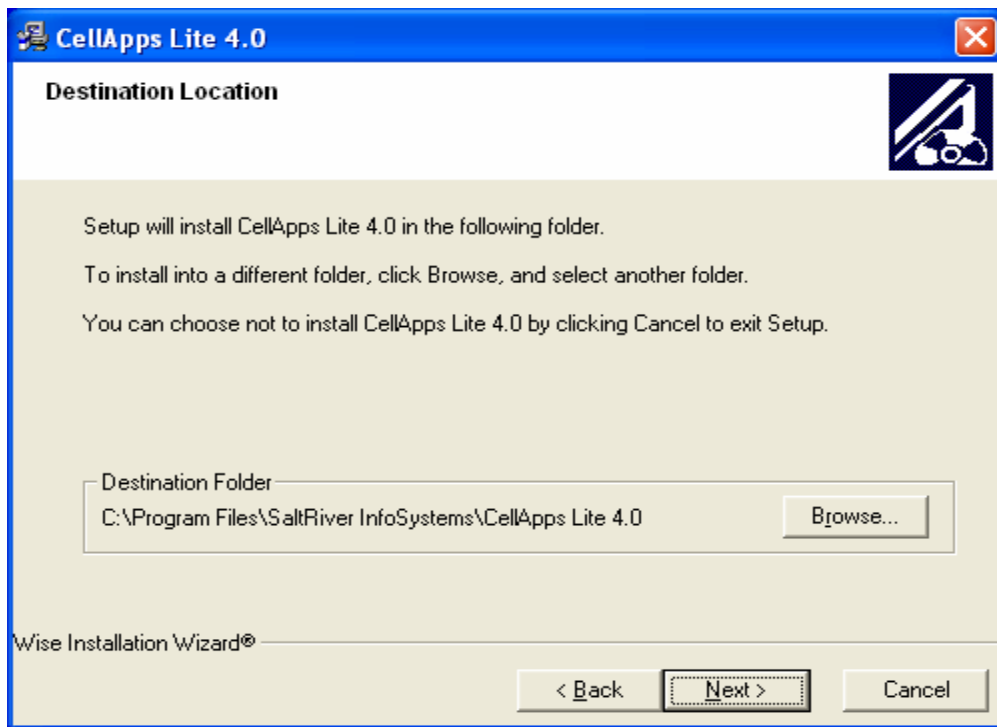 CellApps Lite 4.0
Destination Location
Setup will install CellApps Lite 4.0 in the following folder.
To install into a different folder, click Browse, and select another folder.
You can choose not to install CellApps Lite 4.0 by clicking Cancel to exit Setup.
Destination Folder
C:\Program Files\SaltRiver InfoSystems\CellApps Lite 4.0
Browse...
Wise Installation Wizard®
< Back
Next >
Cancel